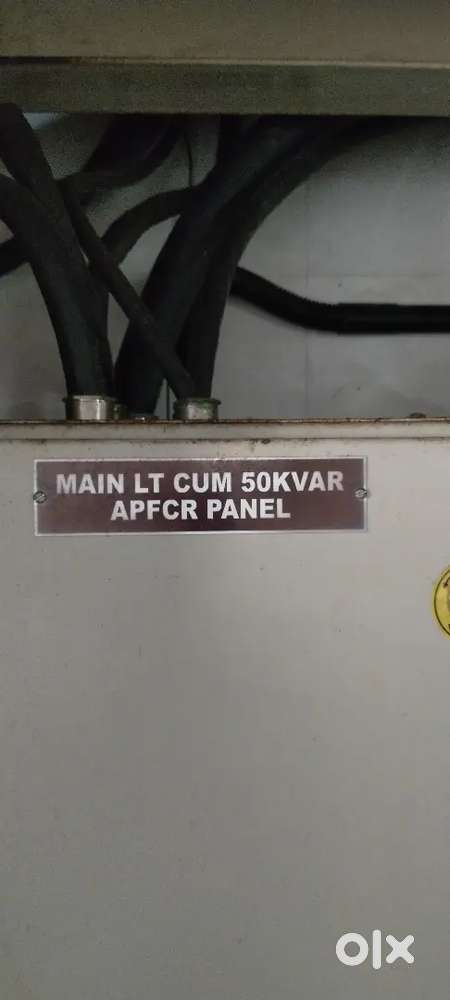 MAIN LT CUM 50KVAR
APFCR PANEL
olx